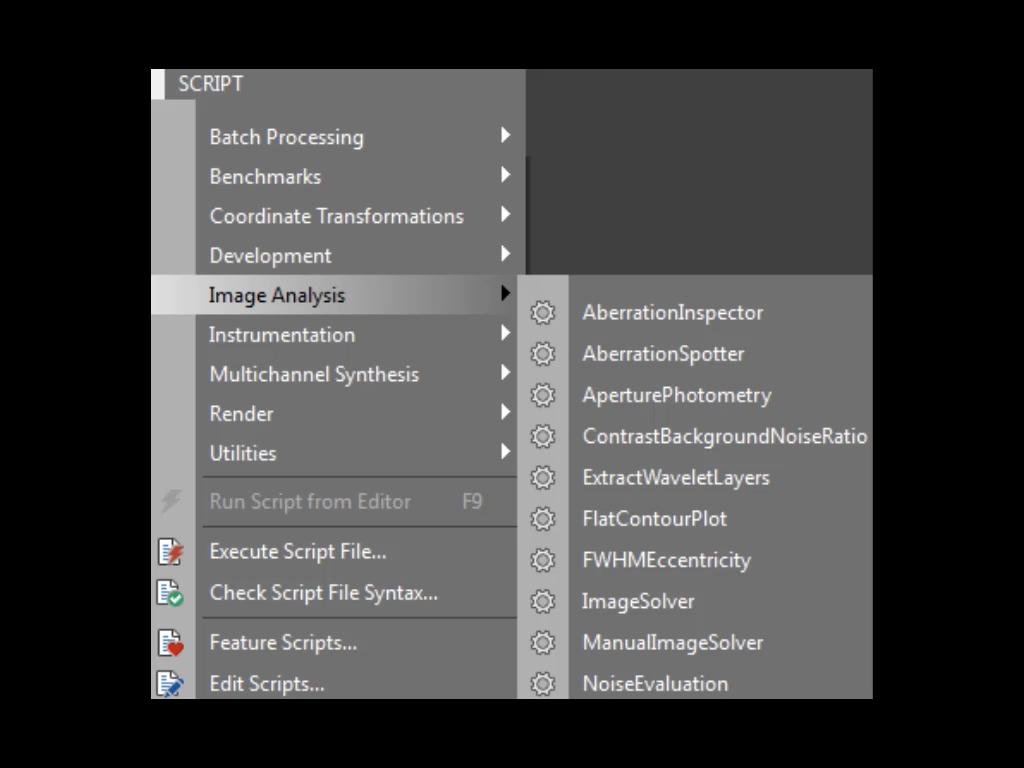 SCRIPT
Batch Processing
Benchmarks
Coordinate Transformations
Development
Image Analysis
Instrumentation
Multichannel Synthesis
Render
Utilities
Run Script from Editor F9
Execute Script File...
Check Script File Syntax...
Feature Scripts...
Edit Scripts...
AberrationInspector
AberrationSpotter
AperturePhotometry
ContrastBackgroundNoiseRatio
ExtractWaveletLayers
FlatContourPlot
FWHMEccentricity
ImageSolver
ManualImageSolver
NoiseEvaluation